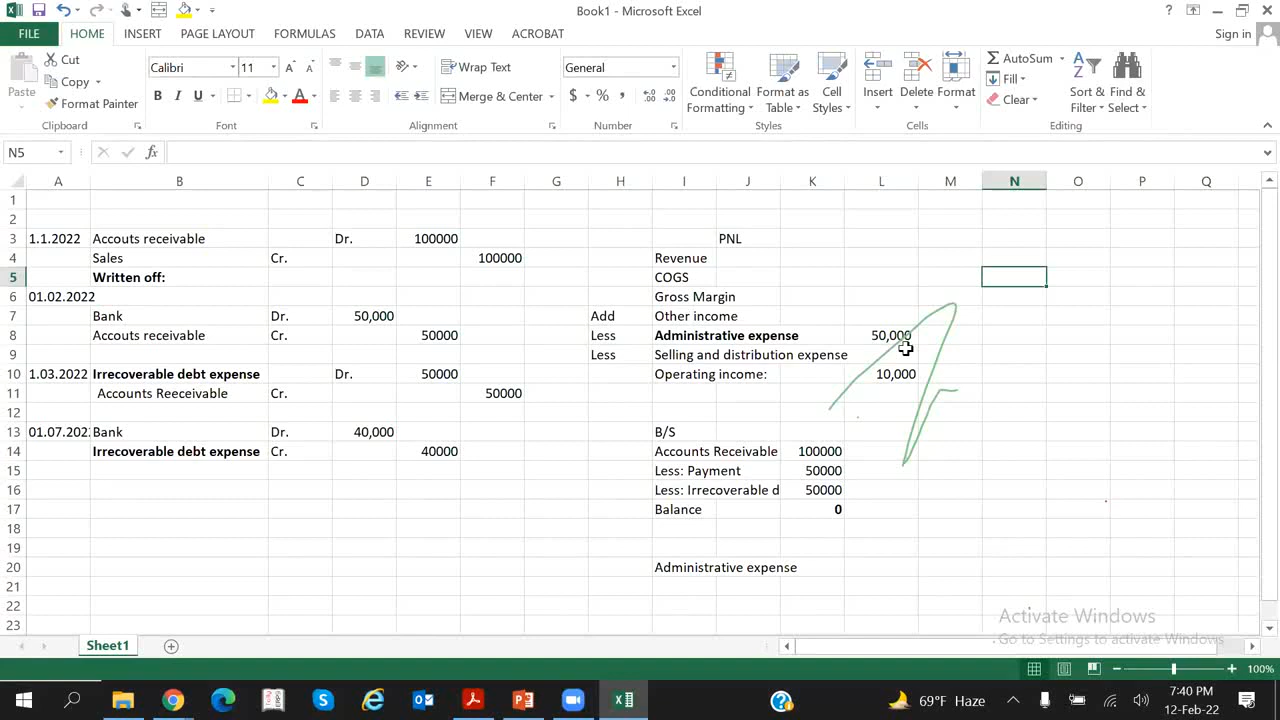 Book1 - Microsoft Excel
?
FILE HOME INSERT PAGE LAYOUT FORMULAS DATA REVIEW VIEW ACROBAT Sign in
Cut
Copy
Format Painter
Paste
Calibri 11
B I U A
Wrap Text
Merge & Center
General
$ % ,
Conditional Formatting
Format as Table
Cell Styles
Insert Delete Format
AutoSum
Fill
Clear
Sort & Filter
Find & Select
Clipboard Font Alignment Number Styles Cells Editing
N5 fx
A B C D E F G H I J K L M N O P Q
1
2
3 1.1.2022 Accouts receivable Dr. 100000 PNL
4 Sales Cr. 100000 Revenue
5 Written off: COGS
6 01.02.2022 Gross Margin
7 Bank Dr. 50,000 Add Other income
8 Accouts receivable Cr. 50000 Less Administrative expense 50,000
9 Less Selling and distribution expense
10 1.03.2022 Irrecoverable debt expense Dr. 50000 Operating income: 10,000
11 Accounts Reeceivable Cr. 50000
12
13 01.07.202 Bank Dr. 40,000 B/S
14 Irrecoverable debt expense Cr. 40000 Accounts Receivable 100000
15 Less: Payment 50000
16 Less: Irrecoverable d 50000
17 Balance 0
18
19
20 Administrative expense
21
22
23
Activate Windows
Go to Settings to activate Windows
Sheet1
100%
69°F Haze
7:40 PM
12-Feb-22